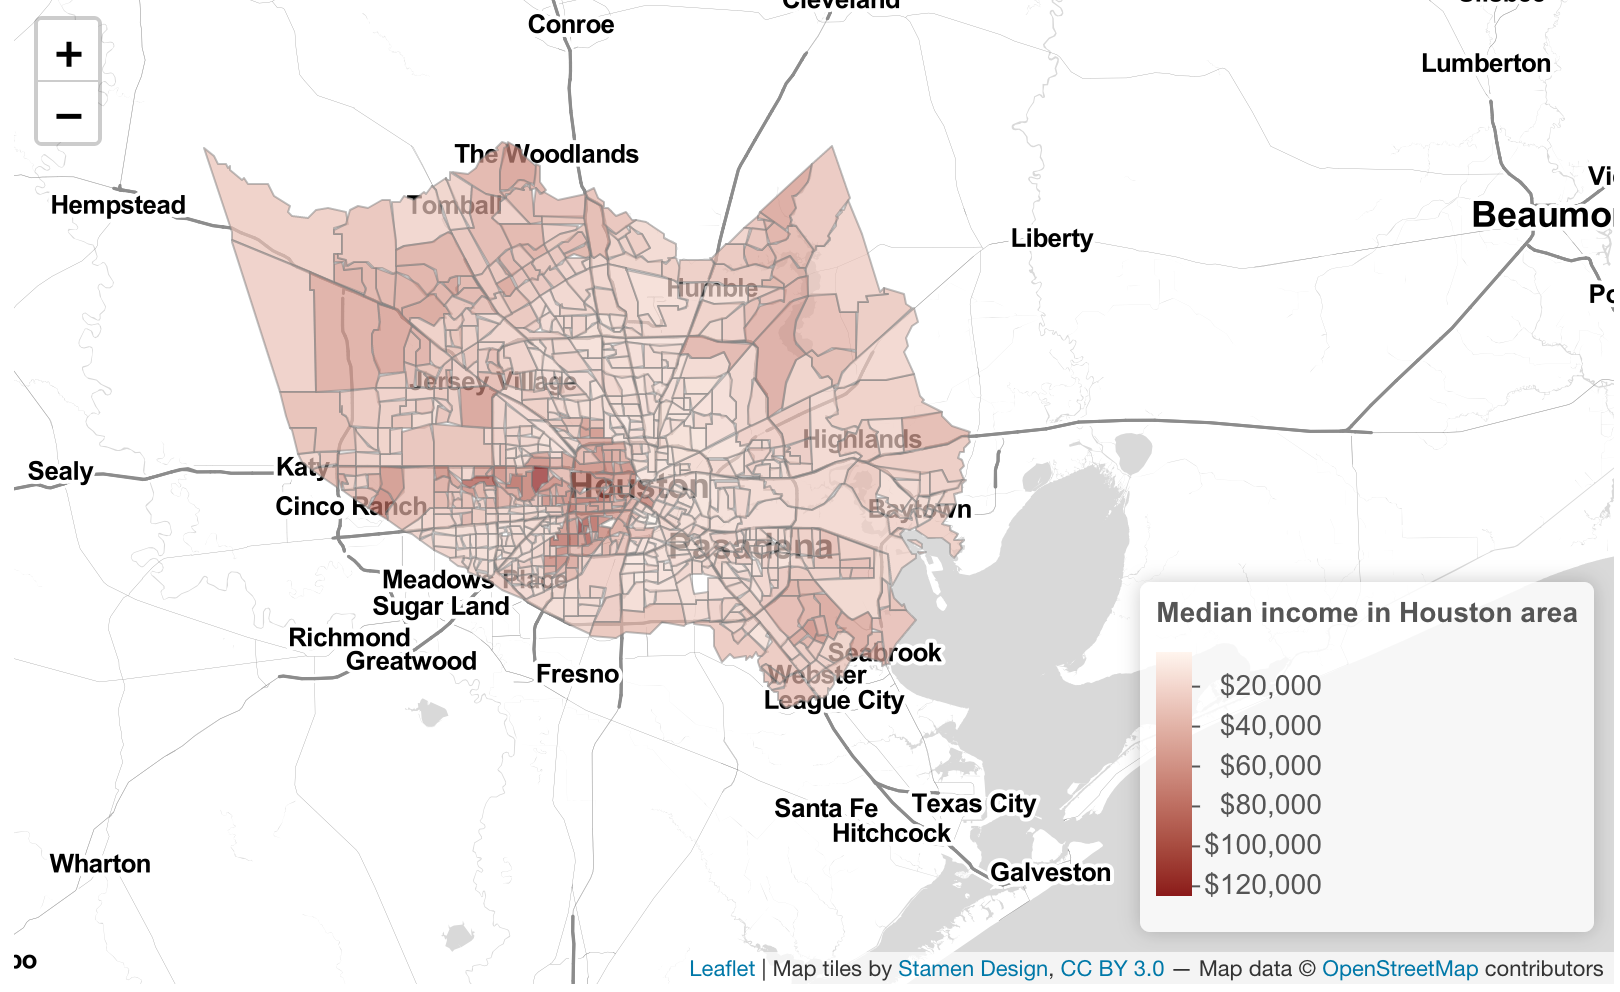 Cleveland
Conroe
+
−
Lumberton
The Woodlands
Hempstead
Tomball
Liberty
Humble
Jersey Village
Highlands
Sealy
Katy
Houston
Cinco Ranch
Baytown
Pasadena
Meadows Place
Sugar Land
Richmond
Greatwood
Fresno
Seabrook
Webster
League City
Median income in Houston area
$20,000
$40,000
$60,000
$80,000
$100,000
$120,000
Santa Fe
Texas City
Hitchcock
Wharton
Galveston
Leaflet | Map tiles by Stamen Design, CC BY 3.0 — Map data © OpenStreetMap contributors